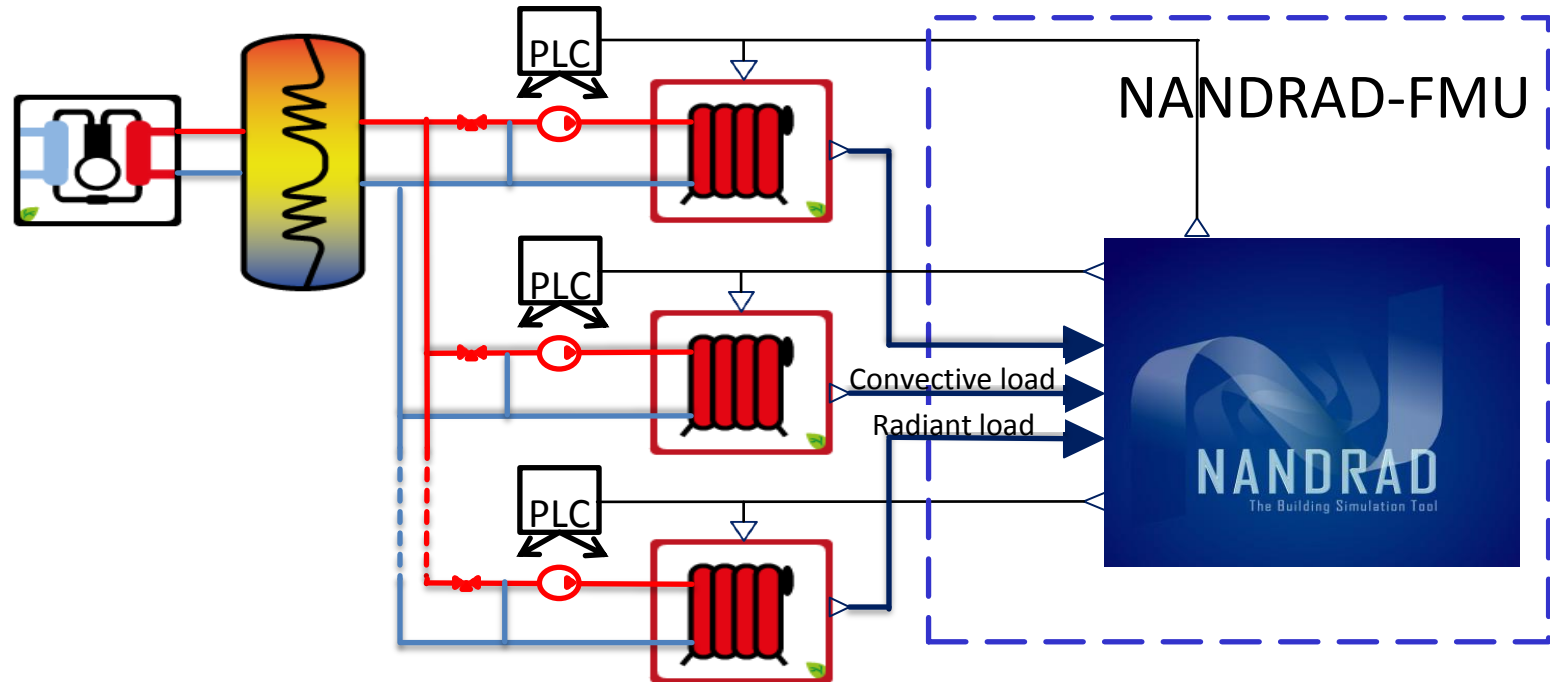 PLC
NANDRAD-FMU
PLC
Convective load
Radiant load
NANDRAD
The Building Simulation Tool
PLC